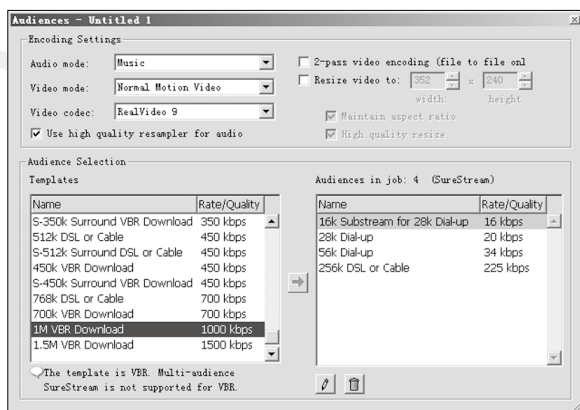 Audiences - Untitled 1
Encoding Settings
Audio mode: Music
Video mode: Normal Motion Video
Video codec: RealVideo 9
Use high quality resampler for audio
2-pass video encoding (file to file onl
Resize video to: 352 x 240
width: height
Maintain aspect ratio
High quality resize
Audience Selection
Templates
Name Rate/Quality
S-350k Surround VBR Download 350 kbps
512k DSL or Cable 450 kbps
S-512k Surround DSL or Cable 450 kbps
450k VBR Download 450 kbps
S-450k Surround VBR Download 450 kbps
768k DSL or Cable 700 kbps
700k VBR Download 700 kbps
1M VBR Download 1000 kbps
1.5M VBR Download 1500 kbps
The template is VBR. Multi-audience
SureStream is not supported for VBR.
Audiences in job: 4 (SureStream)
Name Rate/Quality
16k Substream for 28k Dial-up 16 kbps
28k Dial-up 20 kbps
56k Dial-up 34 kbps
256k DSL or Cable 225 kbps